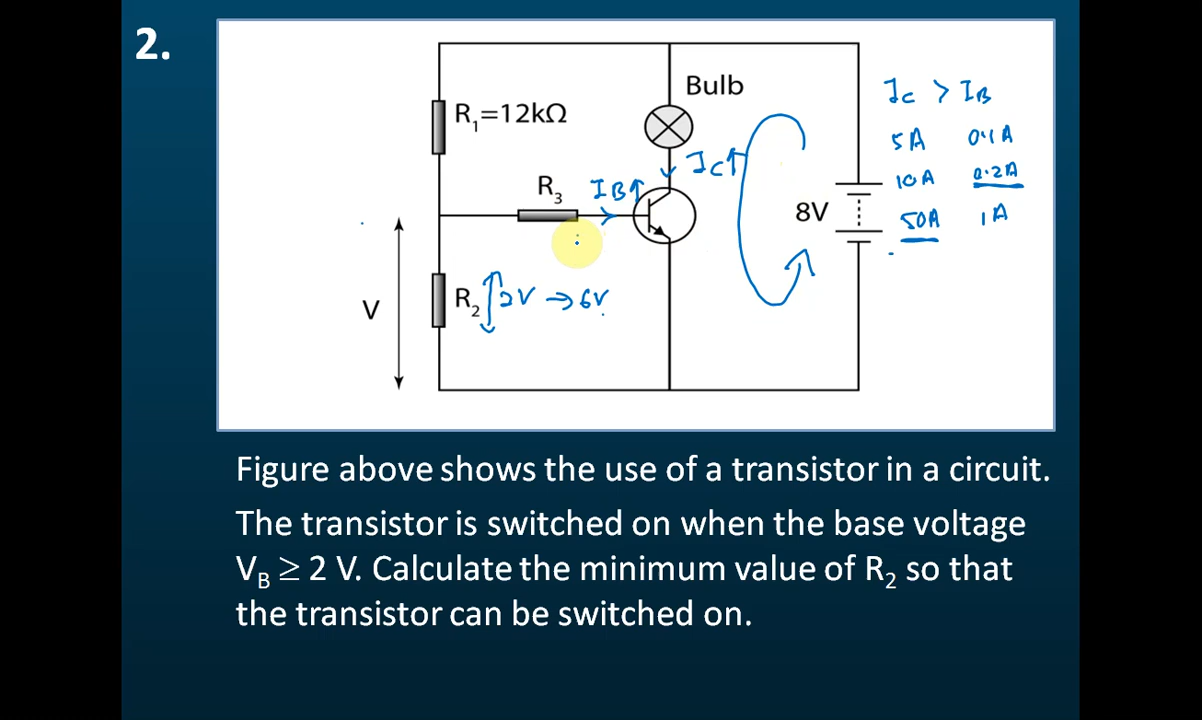 2.
Bulb
R1=12kΩ
IC > IB
5A 0.1A
10A 0.2A
50A 1A
R3
IB↑
IC↑
8V
V
R2
2V → 6V
Figure above shows the use of a transistor in a circuit.
The transistor is switched on when the base voltage
VB ≥ 2 V. Calculate the minimum value of R2 so that
the transistor can be switched on.